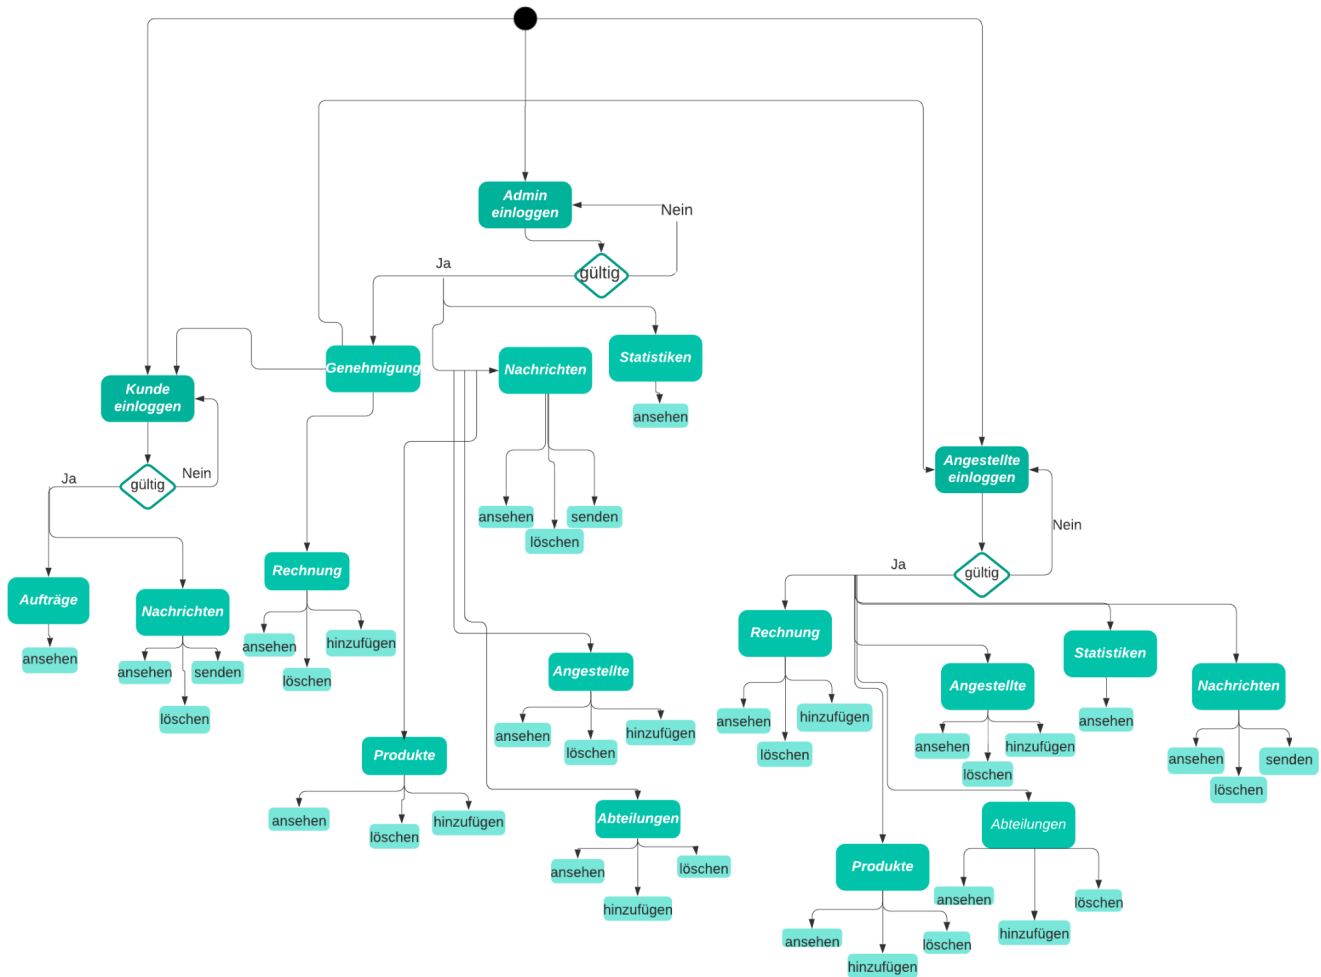 Admin
einloggen
Nein
gültig
Ja
Genehmigung
Nachrichten
Statistiken
ansehen
Kunde
einloggen
Ja
gültig
Nein
Angestellte
einloggen
Nein
Ja
gültig
ansehen
senden
löschen
Rechnung
Aufträge
Nachrichten
ansehen
hinzufügen
löschen
ansehen
ansehen
senden
löschen
Angestellte
ansehen
hinzufügen
löschen
Produkte
ansehen
hinzufügen
löschen
Abteilungen
ansehen
löschen
hinzufügen
Rechnung
ansehen
hinzufügen
löschen
Angestellte
ansehen
hinzufügen
löschen
Statistiken
ansehen
Nachrichten
ansehen
senden
löschen
Abteilungen
ansehen
löschen
hinzufügen
Produkte
ansehen
löschen
hinzufügen